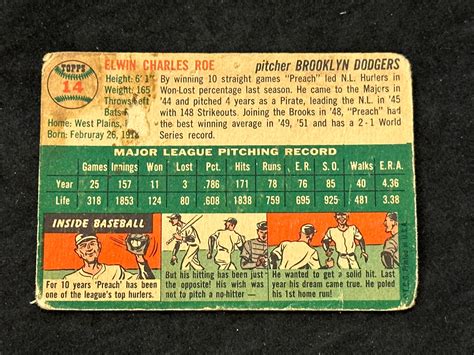 TOPPS
14
ELWIN CHARLES ROE
pitcher BROOKLYN DODGERS
Height: 6' 1"
Weight: 165
Throws: Left
Bats:
Home: West Plains,
Born: Februray 26, 191
By winning 10 straight games "Preach" led N.L. Hurlers in
Won-Lost percentage last season. He came to the Majors in
'44 and pitched 4 years as a Pirate, leading the N.L. in '45
with 148 Strikeouts. Joining the Brooks in '48, "Preach" had
the best winning average in '49, '51 and has a 2-1 World
Series record.
MAJOR LEAGUE PITCHING RECORD
Games Innings Won Lost Pct. Hits Runs E.R. S.O. Walks E.R.A.
Year 25 157 11 3 .786 171 78 76 85 40 4.36
Life 318 1853 124 80 .608 1838 759 695 925 481 3.38
INSIDE BASEBALL
For 10 years 'Preach' has been
one of the league's top hurlers.
But his hitting has been just
the opposite! His wish was
not to pitch a no-hitter —
He wanted to get a solid hit. Last
year his dream came true. He
poled his 1st home run!